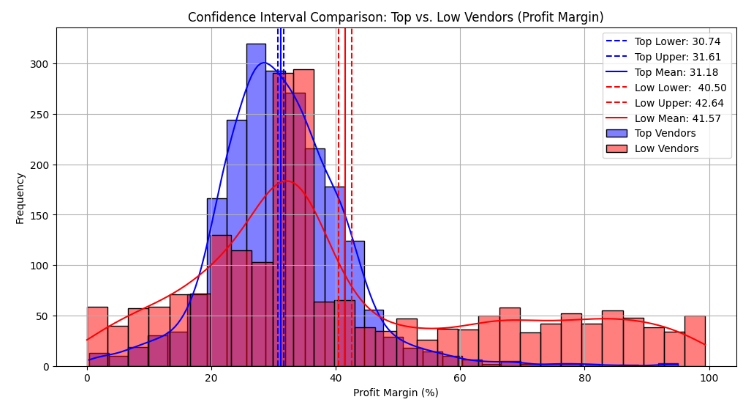 Confidence Interval Comparison: Top vs. Low Vendors (Profit Margin)
Top Lower: 30.74
Top Upper: 31.61
Top Mean: 31.18
Low Lower:  40.50
Low Upper: 42.64
Low Mean: 41.57
Top Vendors
Low Vendors
Frequency
300
250
200
150
100
50
0
0 20 40 60 80 100
Profit Margin (%)